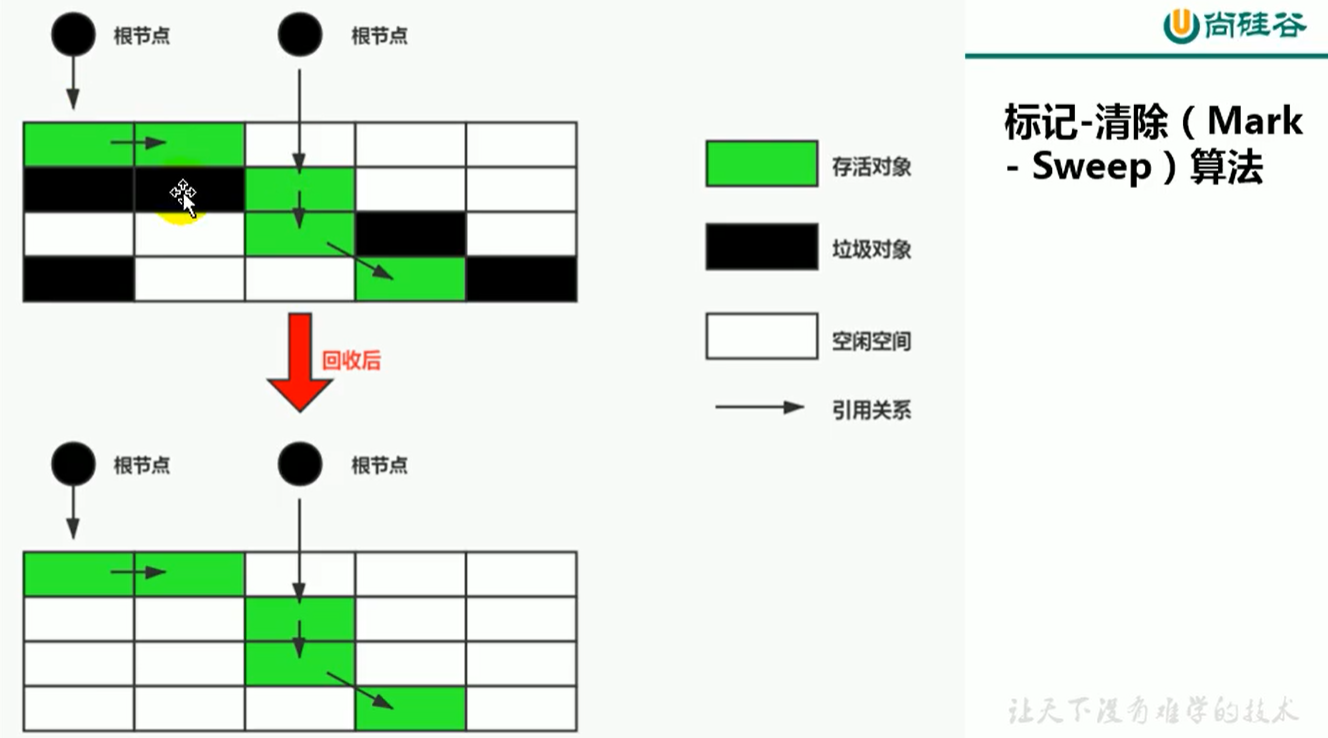 根节点
根节点
回收后
根节点
根节点
存活对象
垃圾对象
空闲空间
引用关系
尚硅谷
标记-清除（Mark
- Sweep）算法
让天下没有难学的技术